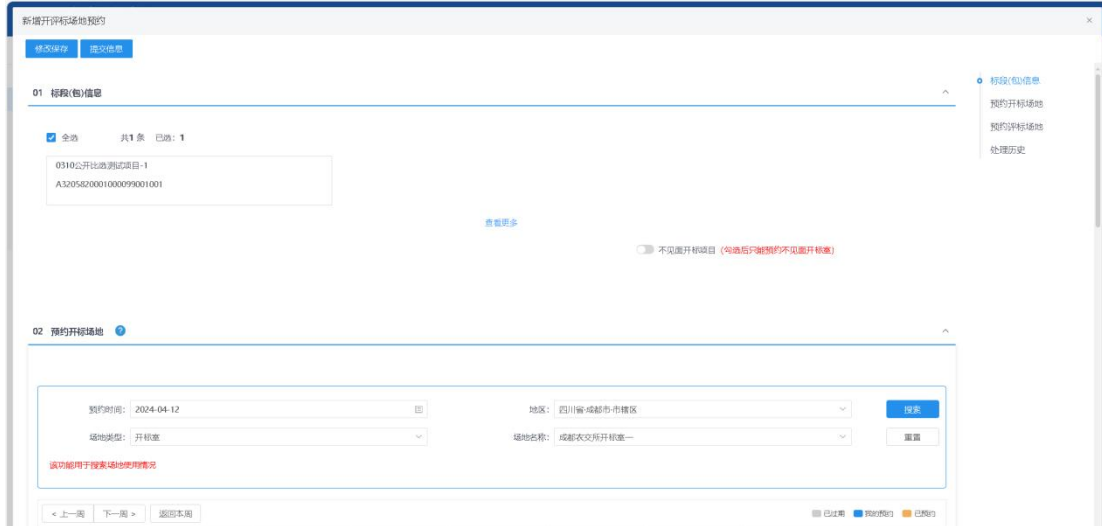 新增开评标场地预约
修改保存 提交信息
01 标段(包)信息
标段(包)信息
预约开标场地
预约评标场地
处理历史
全选 共1条 已选：1
0310公开比选测试项目-1
A3205820001000099001001
查看更多
不见面开标项目（勾选后只能预约不见面开标室）
02 预约开标场地 ?
预约时间： 2024-04-12 地区： 四川省·成都市·市辖区 搜索
场地类型： 开标室 场地名称： 成都农交所开标室一 重置
该功能用于搜索场地使用情况
< 上一周 下一周 > 返回本周 已过期 我的预约 已预约